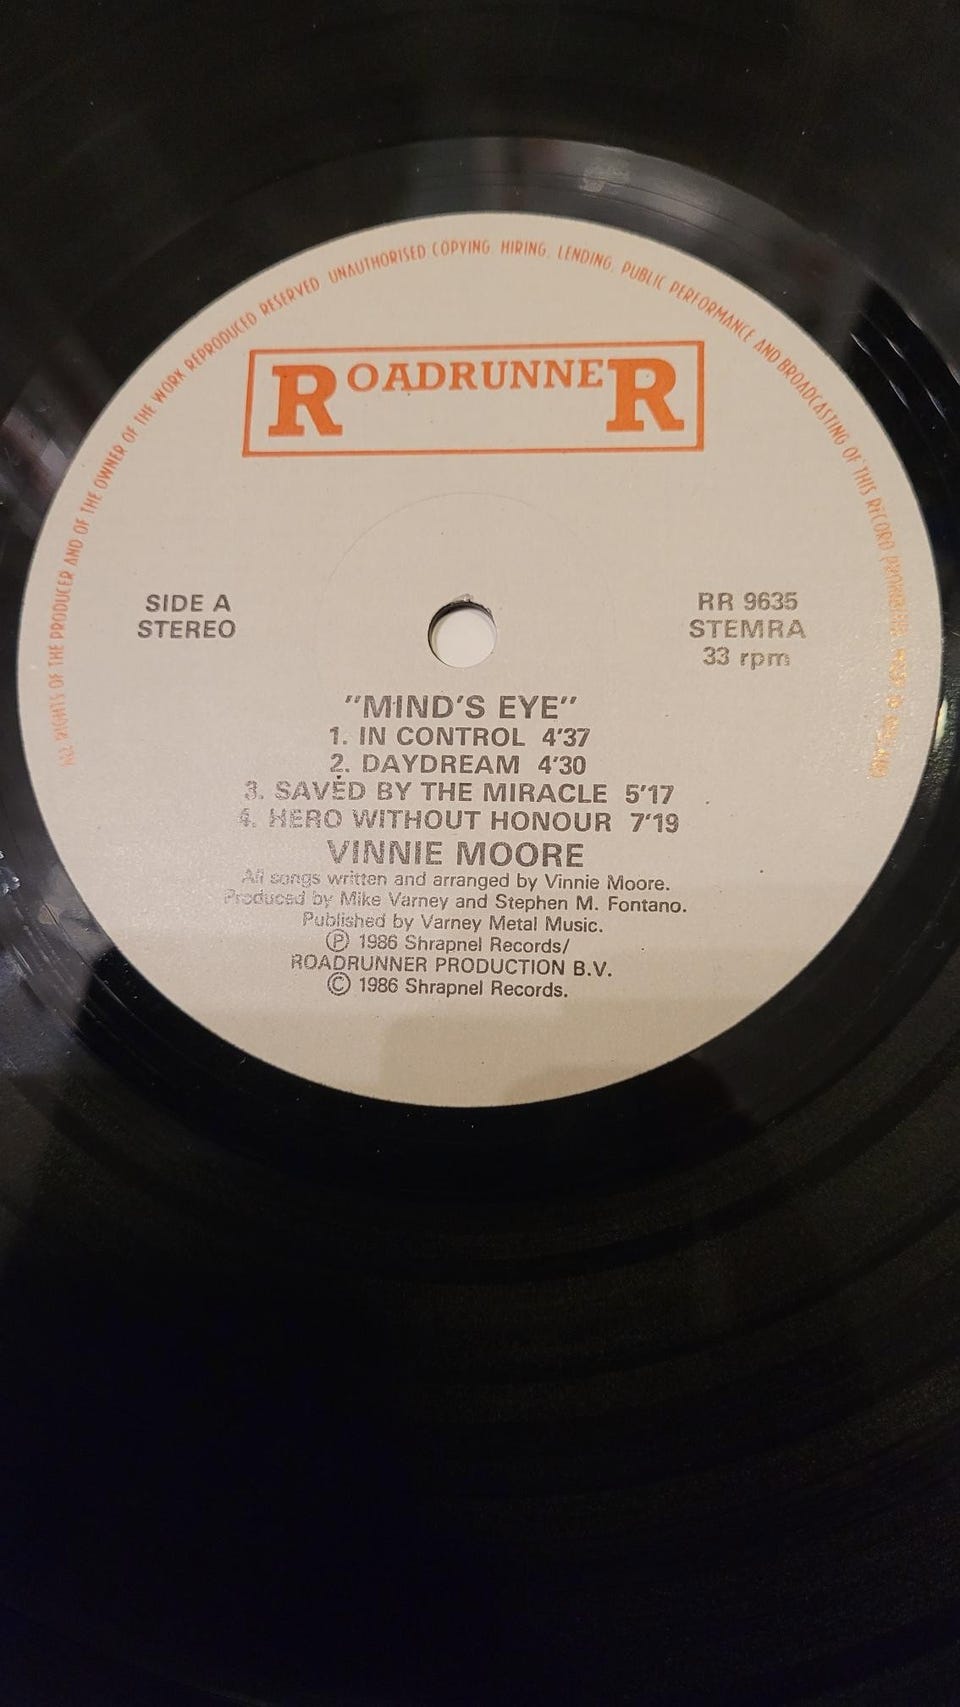 ALL RIGHTS OF THE PRODUCER AND OF THE OWNER OF THE WORK REPRODUCED RESERVED UNAUTHORISED COPYING, HIRING, LENDING, PUBLIC PERFORMANCE AND BROADCASTING OF THIS RECORD PROHIBITED
ROADRUNNER
SIDE A
STEREO
RR 9635
STEMRA
33 rpm
"MIND'S EYE"
1. IN CONTROL 4'37
2. DAYDREAM 4'30
3. SAVED BY THE MIRACLE 5'17
4. HERO WITHOUT HONOUR 7'19
VINNIE MOORE
All songs written and arranged by Vinnie Moore.
Produced by Mike Varney and Stephen M. Fontano.
Published by Varney Metal Music.
Ⓟ 1986 Shrapnel Records/
ROADRUNNER PRODUCTION B.V.
© 1986 Shrapnel Records.